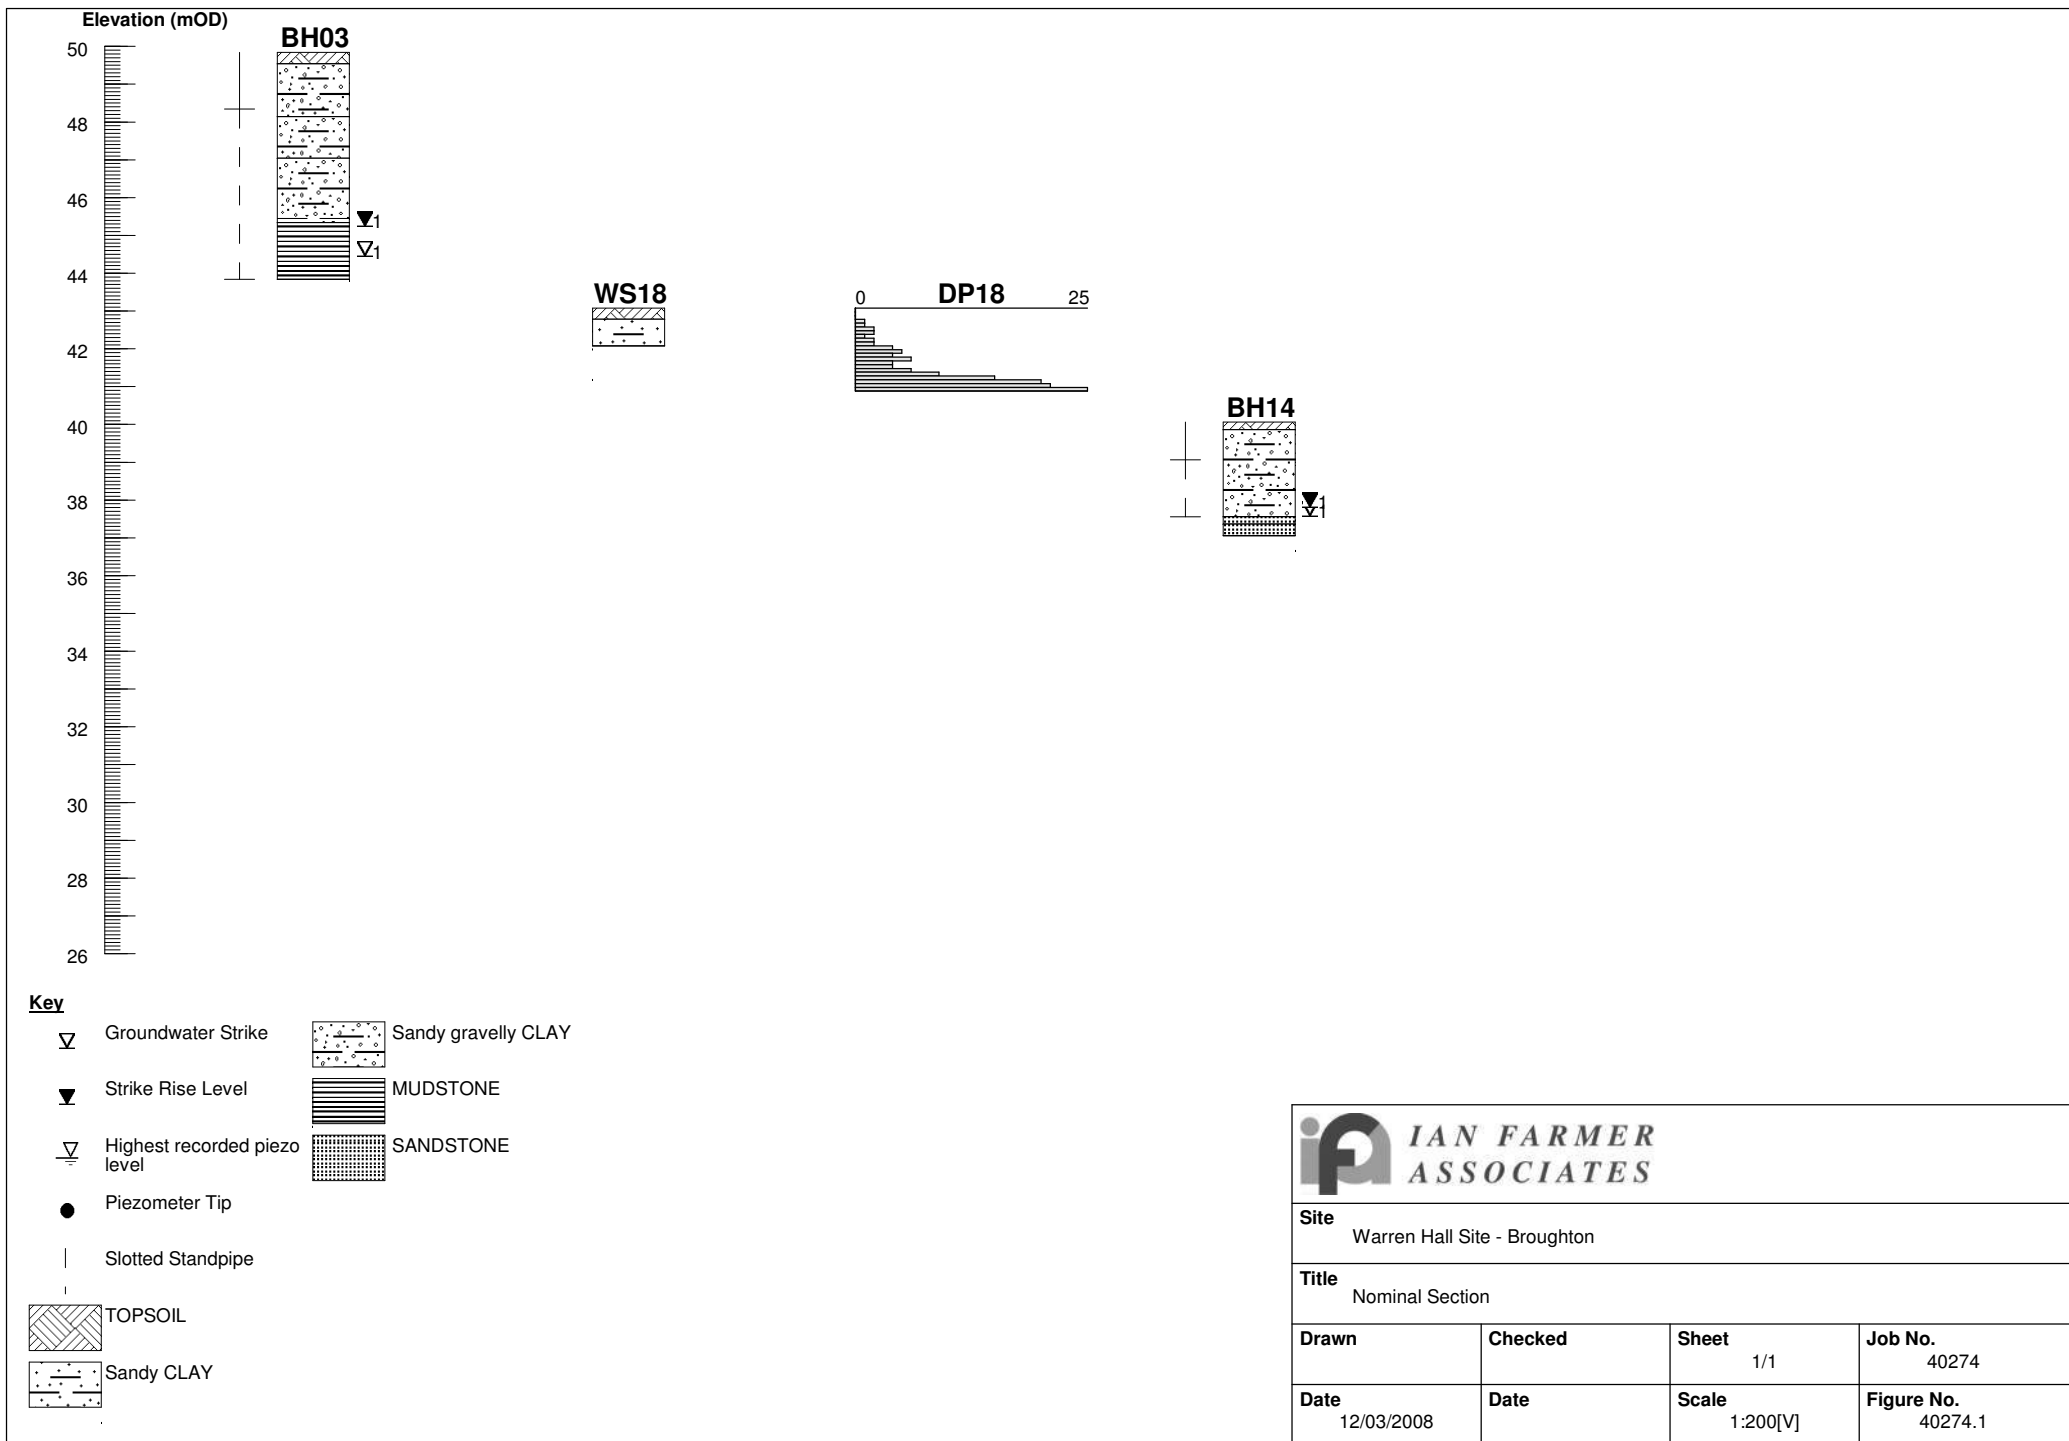 Elevation (mOD)
50
48
46
44
42
40
38
36
34
32
30
28
26
BH03
1
1
WS18
0 DP18 25
BH14
1
1
Key
Groundwater Strike
Strike Rise Level
Highest recorded piezo
level
Piezometer Tip
Slotted Standpipe
TOPSOIL
Sandy CLAY
Sandy gravelly CLAY
MUDSTONE
SANDSTONE
ifa
IAN FARMER
ASSOCIATES
Site
Warren Hall Site - Broughton
Title
Nominal Section
Drawn
Checked
Sheet
1/1
Job No.
40274
Date
12/03/2008
Date
Scale
1:200[V]
Figure No.
40274.1